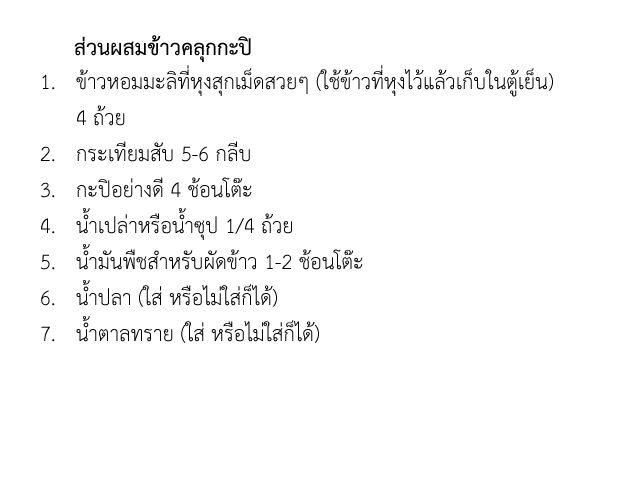 ส่วนผสมข้าวคลุกกะปิ
1. ข้าวหอมมะลิที่หุงสุกเม็ดสวยๆ (ใช้ข้าวที่หุงไว้แล้วเก็บในตู้เย็น)
4 ถ้วย
2. กระเทียมสับ 5-6 กลีบ
3. กะปิอย่างดี 4 ช้อนโต๊ะ
4. น้ำเปล่าหรือน้ำซุป 1/4 ถ้วย
5. น้ำมันพืชสำหรับผัดข้าว 1-2 ช้อนโต๊ะ
6. น้ำปลา (ใส่ หรือไม่ใส่ก็ได้)
7. น้ำตาลทราย (ใส่ หรือไม่ใส่ก็ได้)